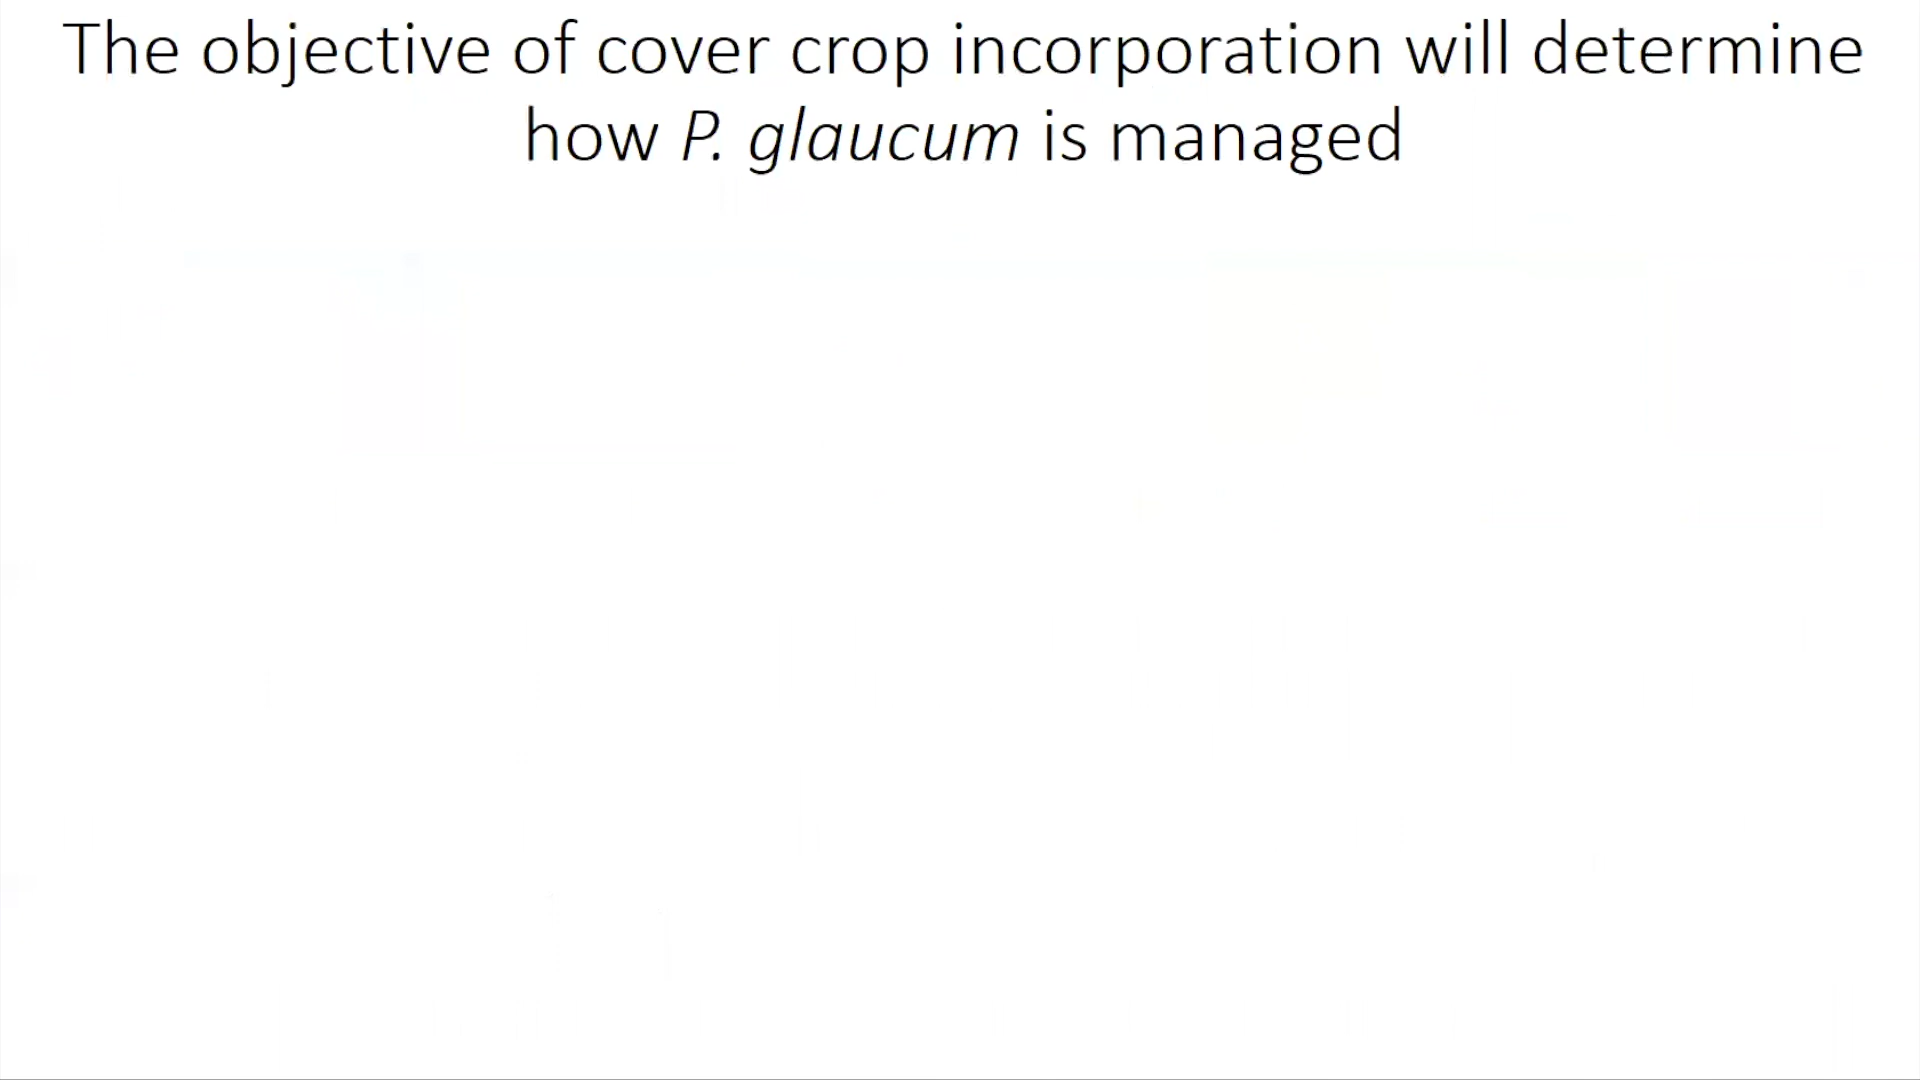 The objective of cover crop incorporation will determine
how P. glaucum is managed